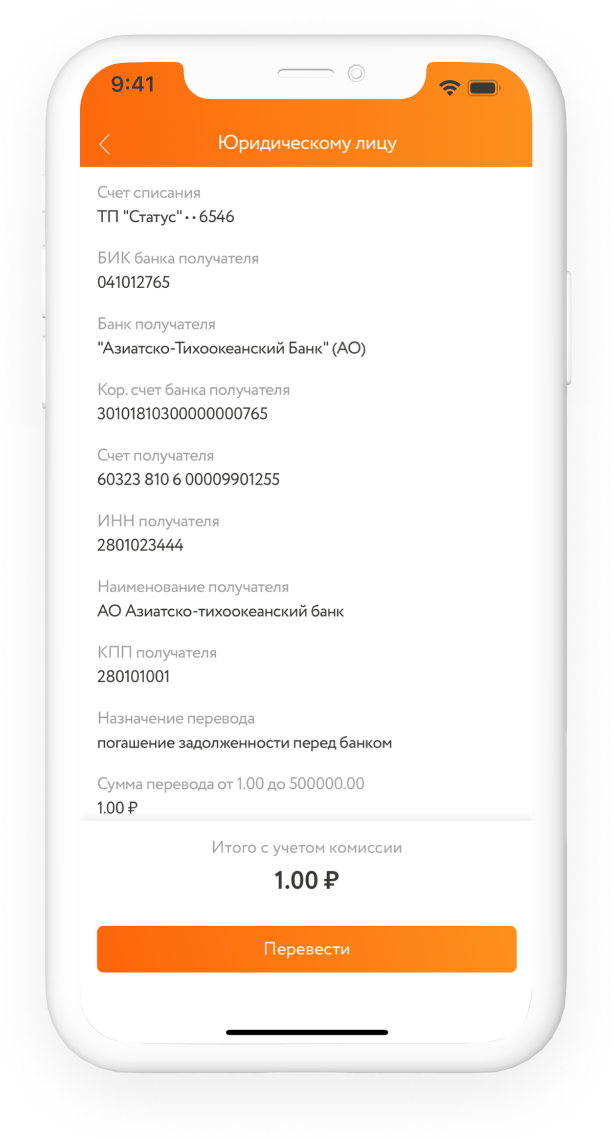 9:41
Юридическому лицу
Счет списания
ТП "Статус" •• 6546
БИК банка получателя
041012765
Банк получателя
"Азиатско-Тихоокеанский Банк" (АО)
Кор. счет банка получателя
30101810300000000765
Счет получателя
60323 810 6 00009901255
ИНН получателя
2801023444
Наименование получателя
АО Азиатско-тихоокеанский банк
КПП получателя
280101001
Назначение перевода
погашение задолженности перед банком
Сумма перевода от 1.00 до 500000.00
1.00 ₽
Итого с учетом комиссии
1.00 ₽
Перевести